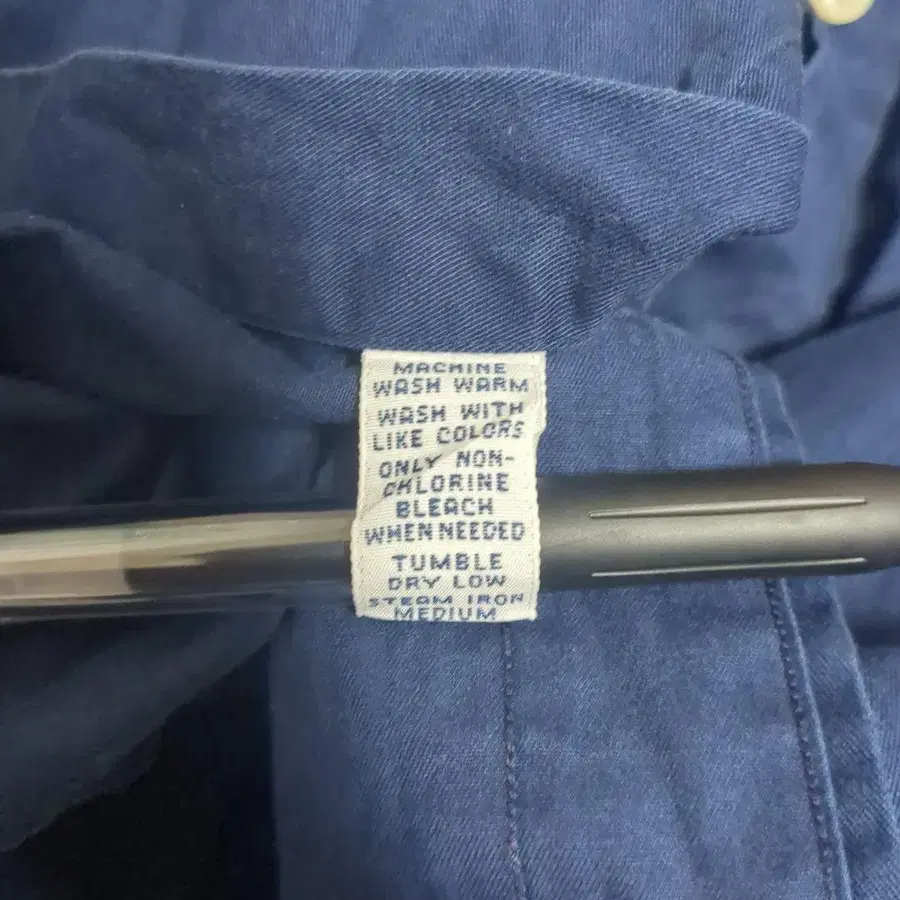 MACHINE
WASH WARM
WASH WITH
LIKE COLORS
ONLY NON-
CHLORINE
BLEACH
WHEN NEEDED
TUMBLE
DRY LOW
STEAM IRON
MEDIUM